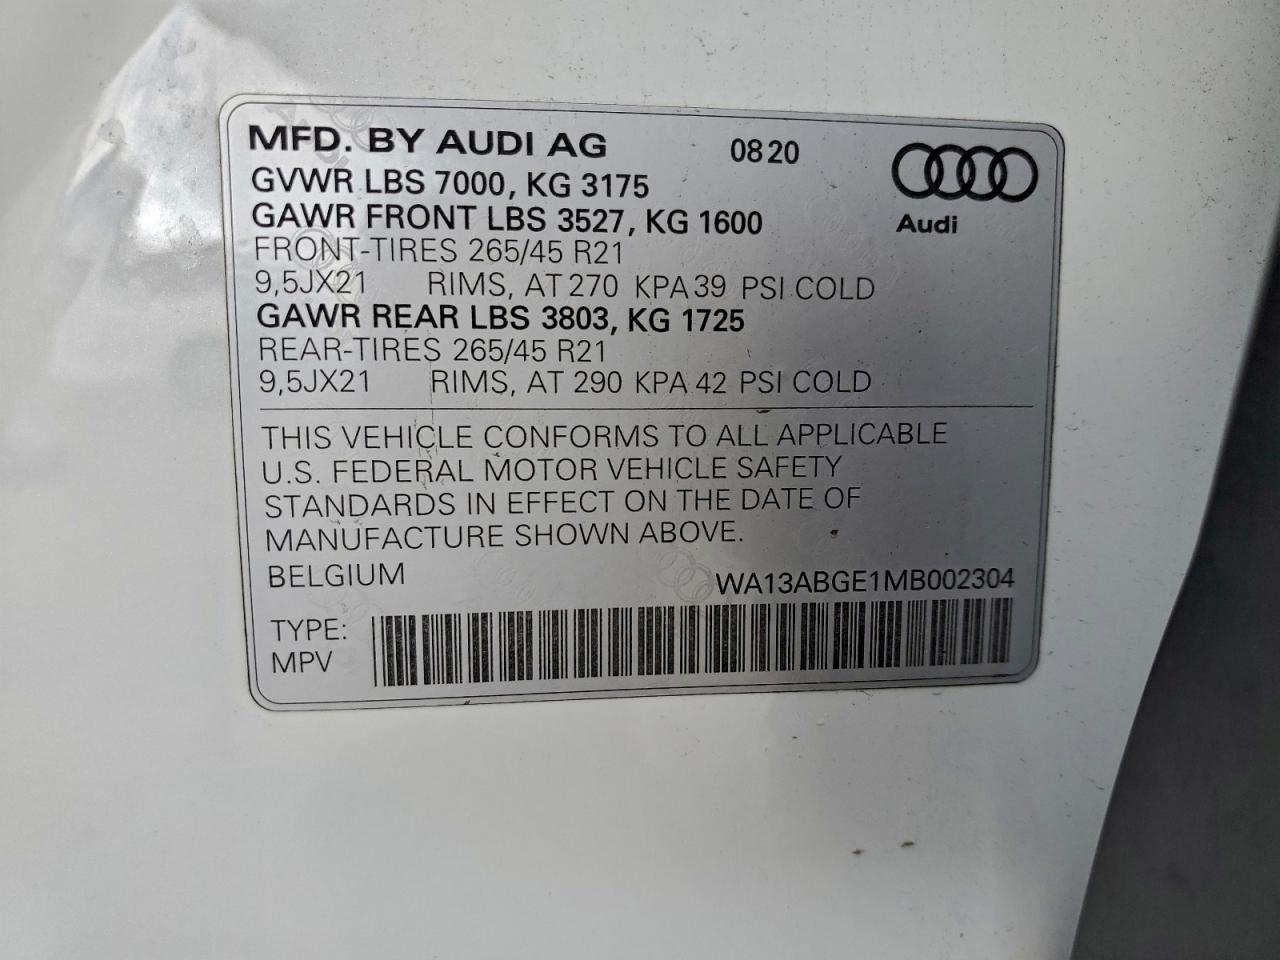 MFD. BY AUDI AG 0820
Audi
GVWR LBS 7000, KG 3175
GAWR FRONT LBS 3527, KG 1600
FRONT-TIRES 265/45 R21
9,5JX21 RIMS, AT 270 KPA 39 PSI COLD
GAWR REAR LBS 3803, KG 1725
REAR-TIRES 265/45 R21
9,5JX21 RIMS, AT 290 KPA 42 PSI COLD
THIS VEHICLE CONFORMS TO ALL APPLICABLE
U.S. FEDERAL MOTOR VEHICLE SAFETY
STANDARDS IN EFFECT ON THE DATE OF
MANUFACTURE SHOWN ABOVE.
BELGIUM WA13ABGE1MB002304
TYPE:
MPV